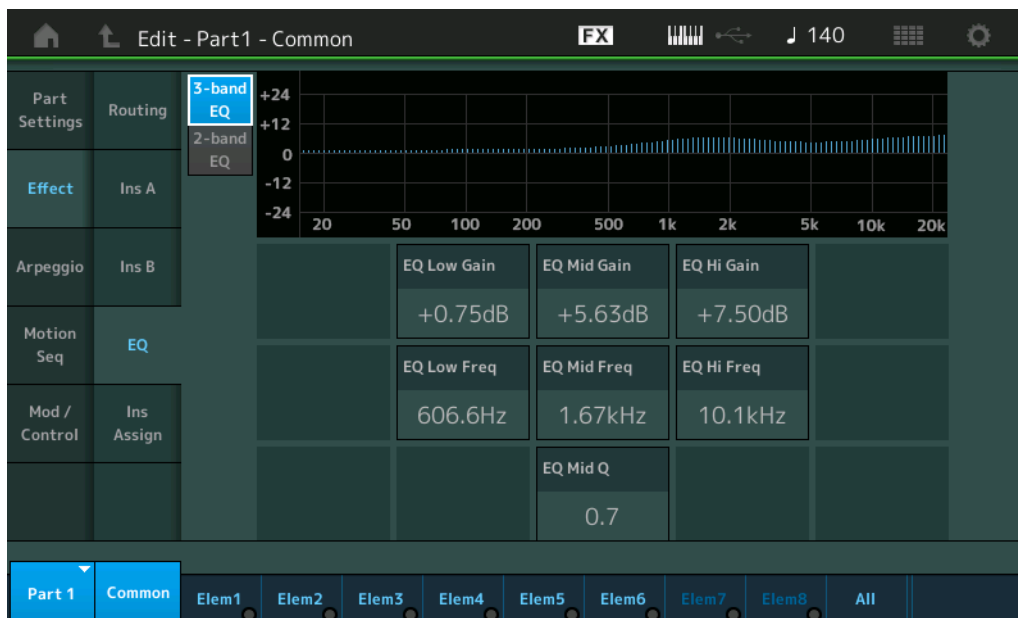 Edit - Part1 - Common
FX
140
Part
Settings
Effect
Arpeggio
Motion
Seq
Mod /
Control
Routing
Ins A
Ins B
EQ
Ins
Assign
3-band
EQ
2-band
EQ
+24
+12
0
-12
-24
20 50 100 200 500 1k 2k 5k 10k 20k
EQ Low Gain
+0.75dB
EQ Mid Gain
+5.63dB
EQ Hi Gain
+7.50dB
EQ Low Freq
606.6Hz
EQ Mid Freq
1.67kHz
EQ Hi Freq
10.1kHz
EQ Mid Q
0.7
Part 1 Common Elem1 Elem2 Elem3 Elem4 Elem5 Elem6 Elem7 Elem8 All